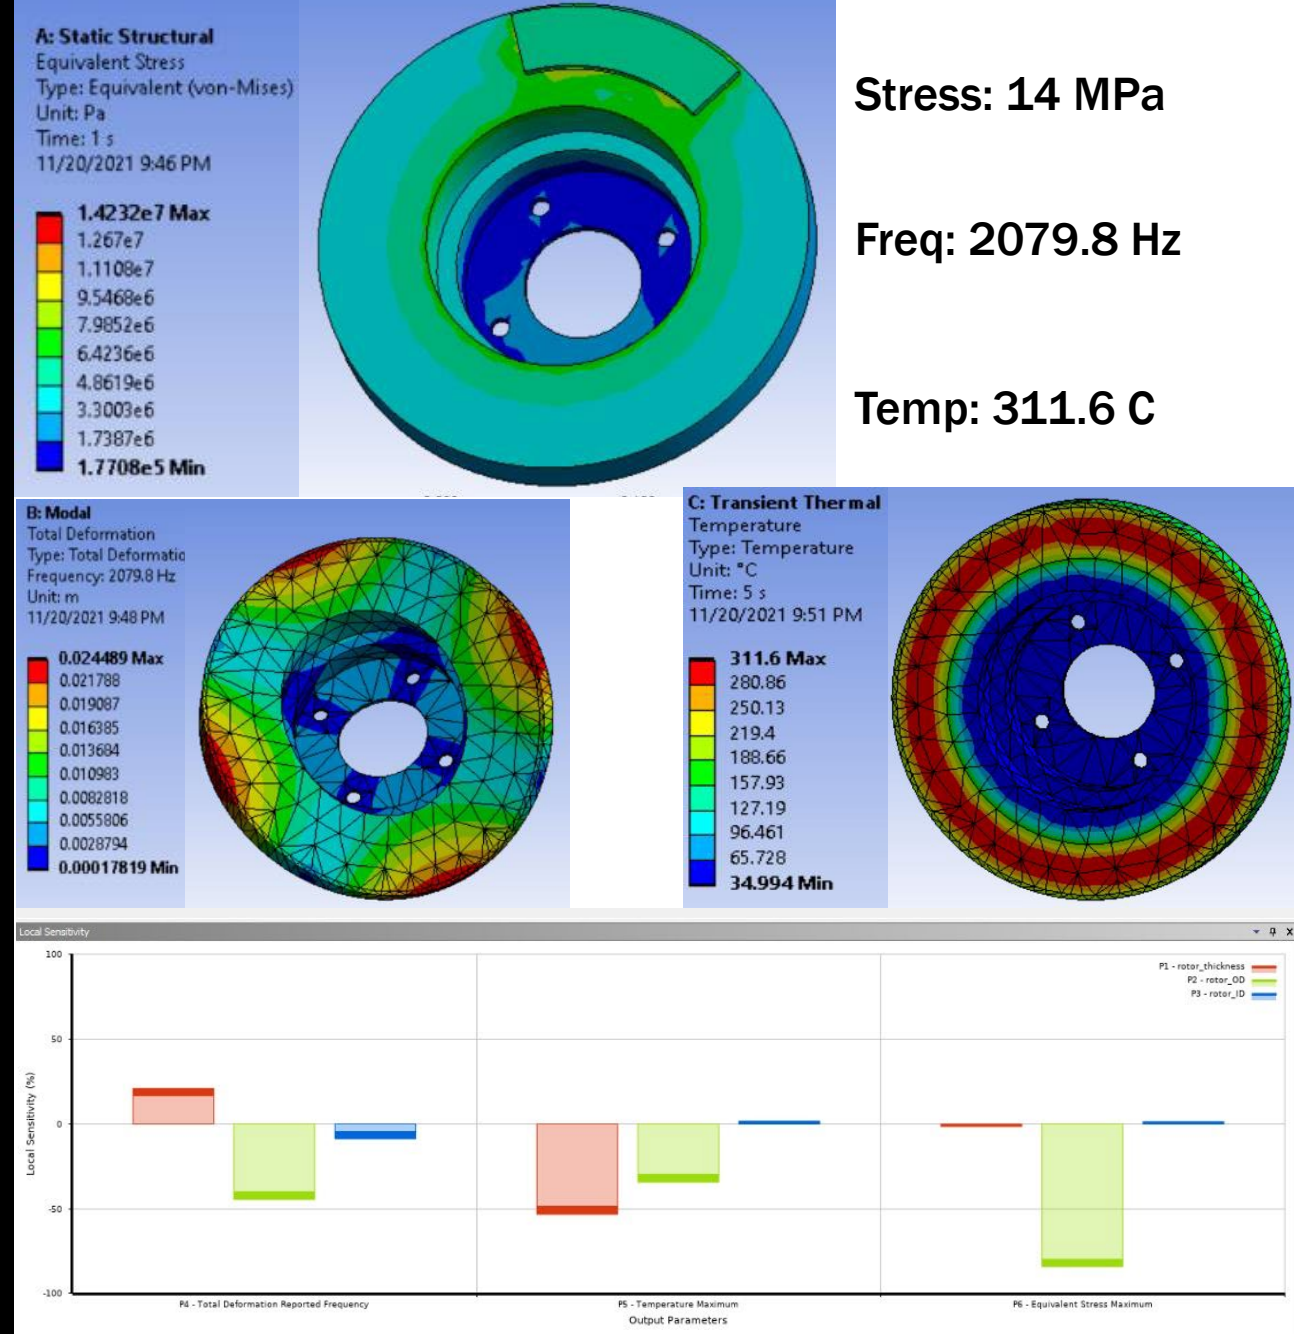 A: Static Structural
Equivalent Stress
Type: Equivalent (von-Mises)
Unit: Pa
Time: 1 s
11/20/2021 9:46 PM
1.4232e7 Max
1.267e7
1.1108e7
9.5468e6
7.9852e6
6.4236e6
4.8619e6
3.3003e6
1.7387e6
1.7708e5 Min
Stress: 14 MPa
Freq: 2079.8 Hz
Temp: 311.6 C
B: Modal
Total Deformation
Type: Total Deformatio
Frequency: 2079.8 Hz
Unit: m
11/20/2021 9:48 PM
0.024489 Max
0.021788
0.019087
0.016385
0.013684
0.010983
0.0082818
0.0055806
0.0028794
0.00017819 Min
C: Transient Thermal
Temperature
Type: Temperature
Unit: °C
Time: 5 s
11/20/2021 9:51 PM
311.6 Max
280.86
250.13
219.4
188.66
157.93
127.19
96.461
65.728
34.994 Min
Local Sensitivity
100
50
0
-50
-100
Local Sensitivity (%)
P1 - rotor_thickness
P2 - rotor_OD
P3 - rotor_ID
P4 - Total Deformation Reported Frequency
P5 - Temperature Maximum
P6 - Equivalent Stress Maximum
Output Parameters